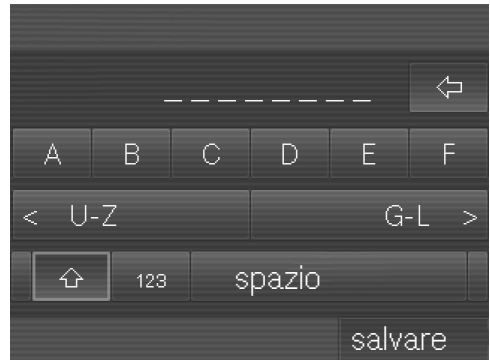 _ _ _ _ _ _ _ _ _
A B C D E F
< U-Z G-L >
123 spazio
salvare